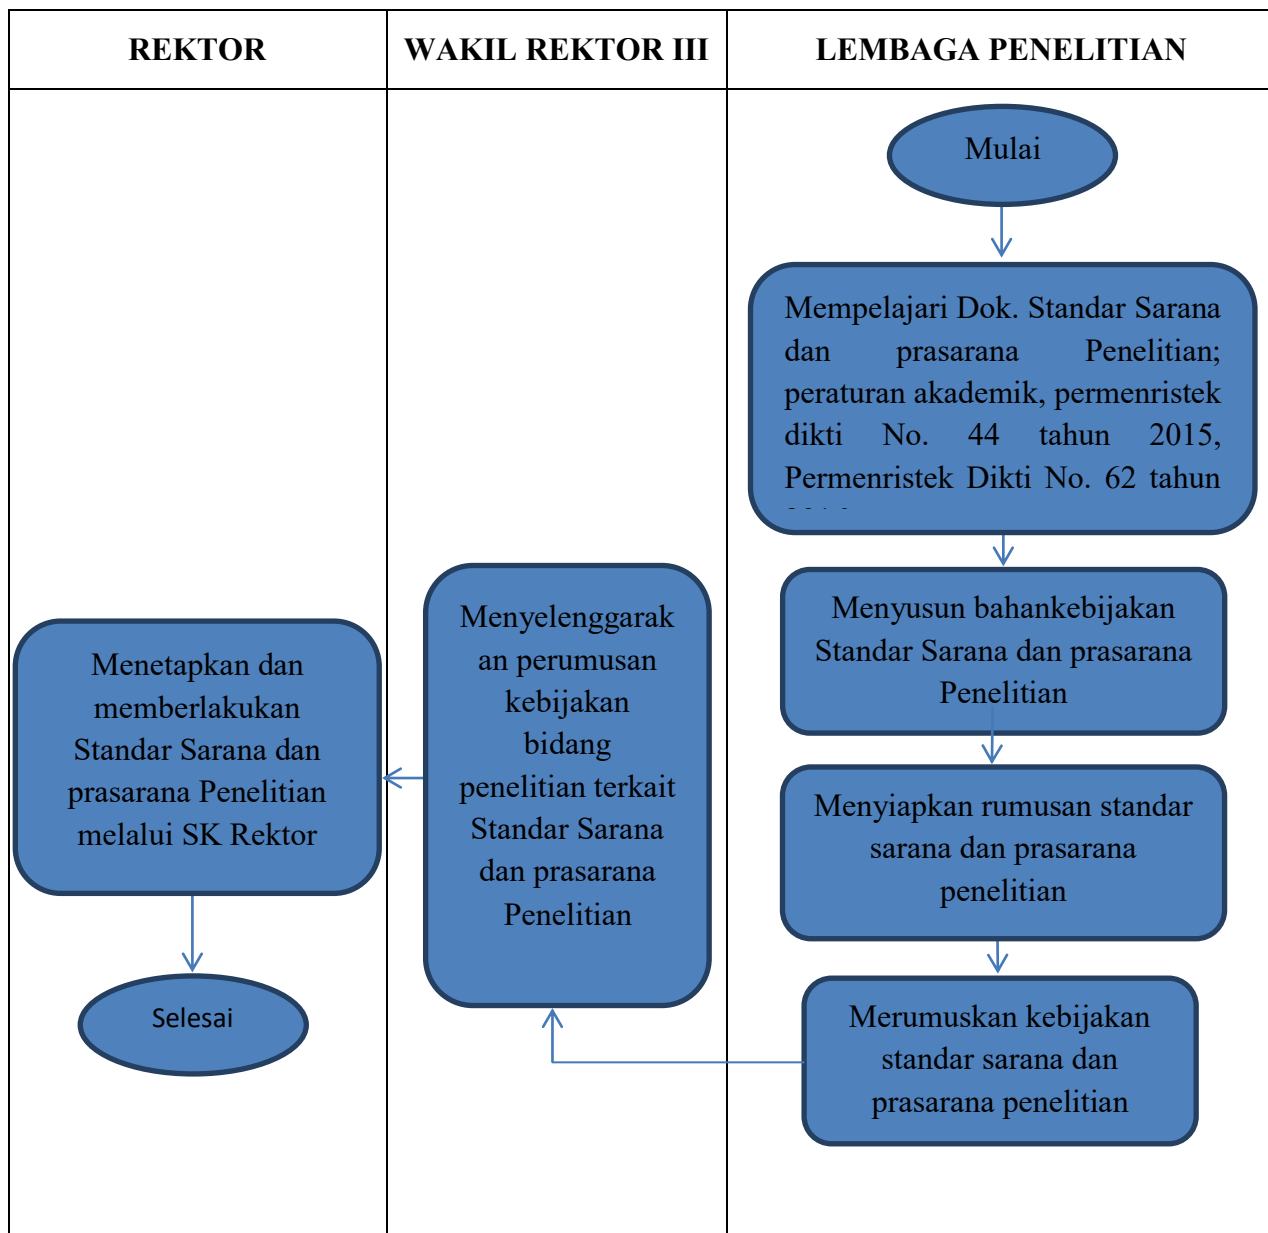 REKTOR
WAKIL REKTOR III
LEMBAGA PENELITIAN
Mulai
Mempelajari Dok. Standar Sarana
dan prasarana Penelitian;
peraturan akademik, permenristek
dikti No. 44 tahun 2015,
Permenristek Dikti No. 62 tahun
Menyusun bahankebijakan
Standar Sarana dan prasarana
Penelitian
Menyiapkan rumusan standar
sarana dan prasarana
penelitian
Merumuskan kebijakan
standar sarana dan
prasarana penelitian
Menyelenggarak
an perumusan
kebijakan
bidang
penelitian terkait
Standar Sarana
dan prasarana
Penelitian
Menetapkan dan
memberlakukan
Standar Sarana dan
prasarana Penelitian
melalui SK Rektor
Selesai